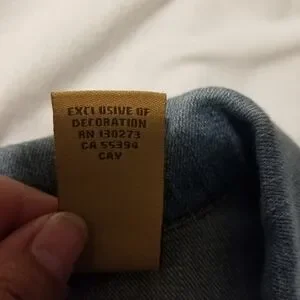 EXCLUSIVE OF
DECORATION
RN 130273
CA 55394
CAY